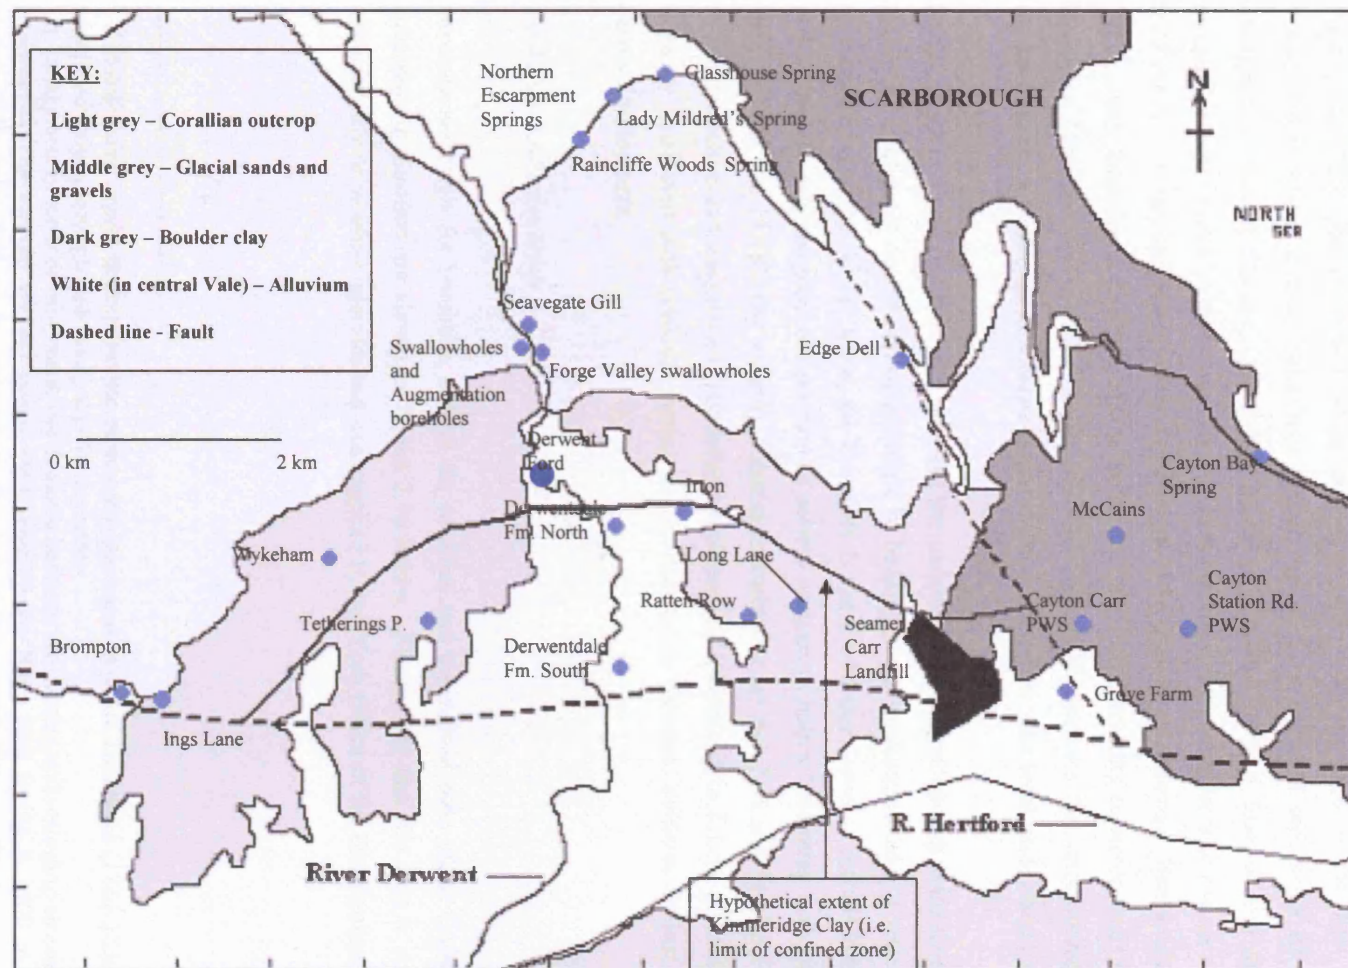 KEY:
Light grey – Corallian outcrop
Middle grey – Glacial sands and
gravels
Dark grey – Boulder clay
White (in central Vale) – Alluvium
Dashed line - Fault
0 km
2 km
Northern
Escarpment
Springs
Glasshouse Spring
Lady Mildred's Spring
Raincliffe Woods Spring
SCARBOROUGH
N
NORTH
SEA
Seavegate Gill
Swallowholes
and
Augmentation
boreholes
Forge Valley swallowholes
Edge Dell
Derwent
Ford
Cayton Bay
Spring
Irton
McCains
Derwentdale
Fm. North
Wykeham
Long Lane
Cayton
Station Rd.
PWS
Ratten Row
Cayton Carr
PWS
Tetherings P.
Seamer
Carr
Landfill
Brompton
Derwentdale
Fm. South
Grove Farm
Ings Lane
R. Hertford
River Derwent
Hypothetical extent of
Kimmeridge Clay (i.e.
limit of confined zone)